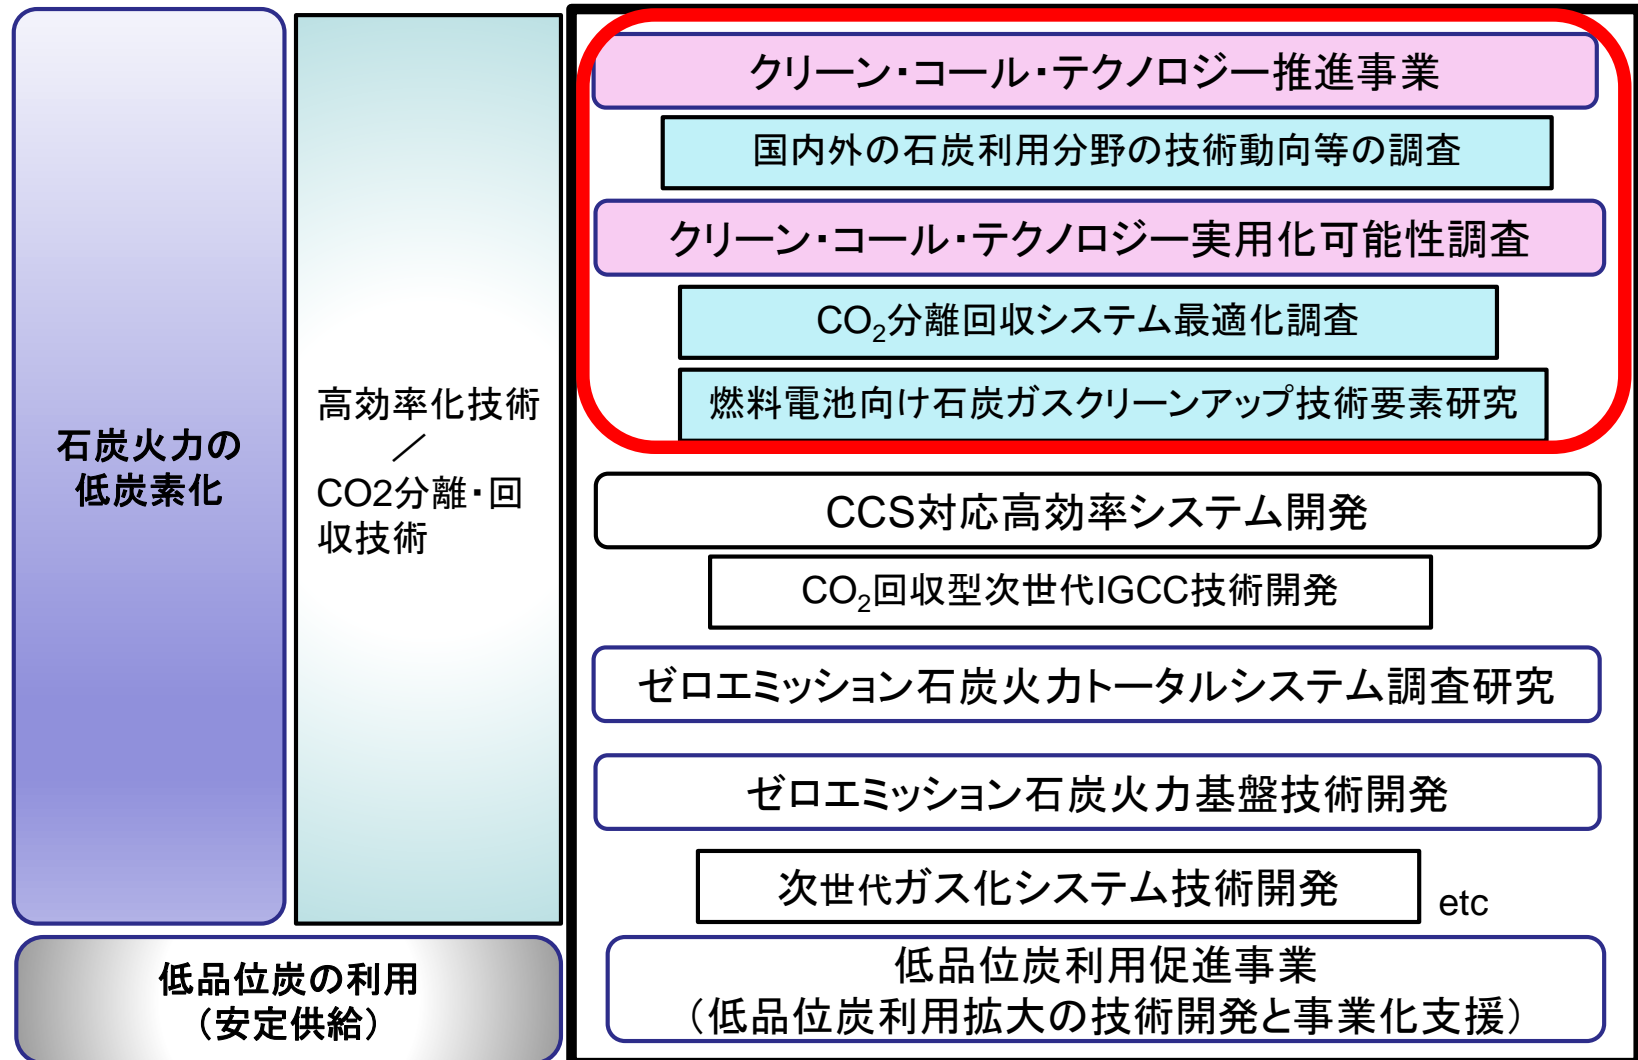 石炭火力の
低炭素化
高効率化技術
／
CO2分離・回
収技術
クリーン・コール・テクノロジー推進事業
国内外の石炭利用分野の技術動向等の調査
クリーン・コール・テクノロジー実用化可能性調査
CO₂分離回収システム最適化調査
燃料電池向け石炭ガスクリーンアップ技術要素研究
CCS対応高効率システム開発
CO₂回収型次世代IGCC技術開発
ゼロエミッション石炭火力トータルシステム調査研究
ゼロエミッション石炭火力基盤技術開発
次世代ガス化システム技術開発
etc
低品位炭の利用
（安定供給）
低品位炭利用促進事業
（低品位炭利用拡大の技術開発と事業化支援）